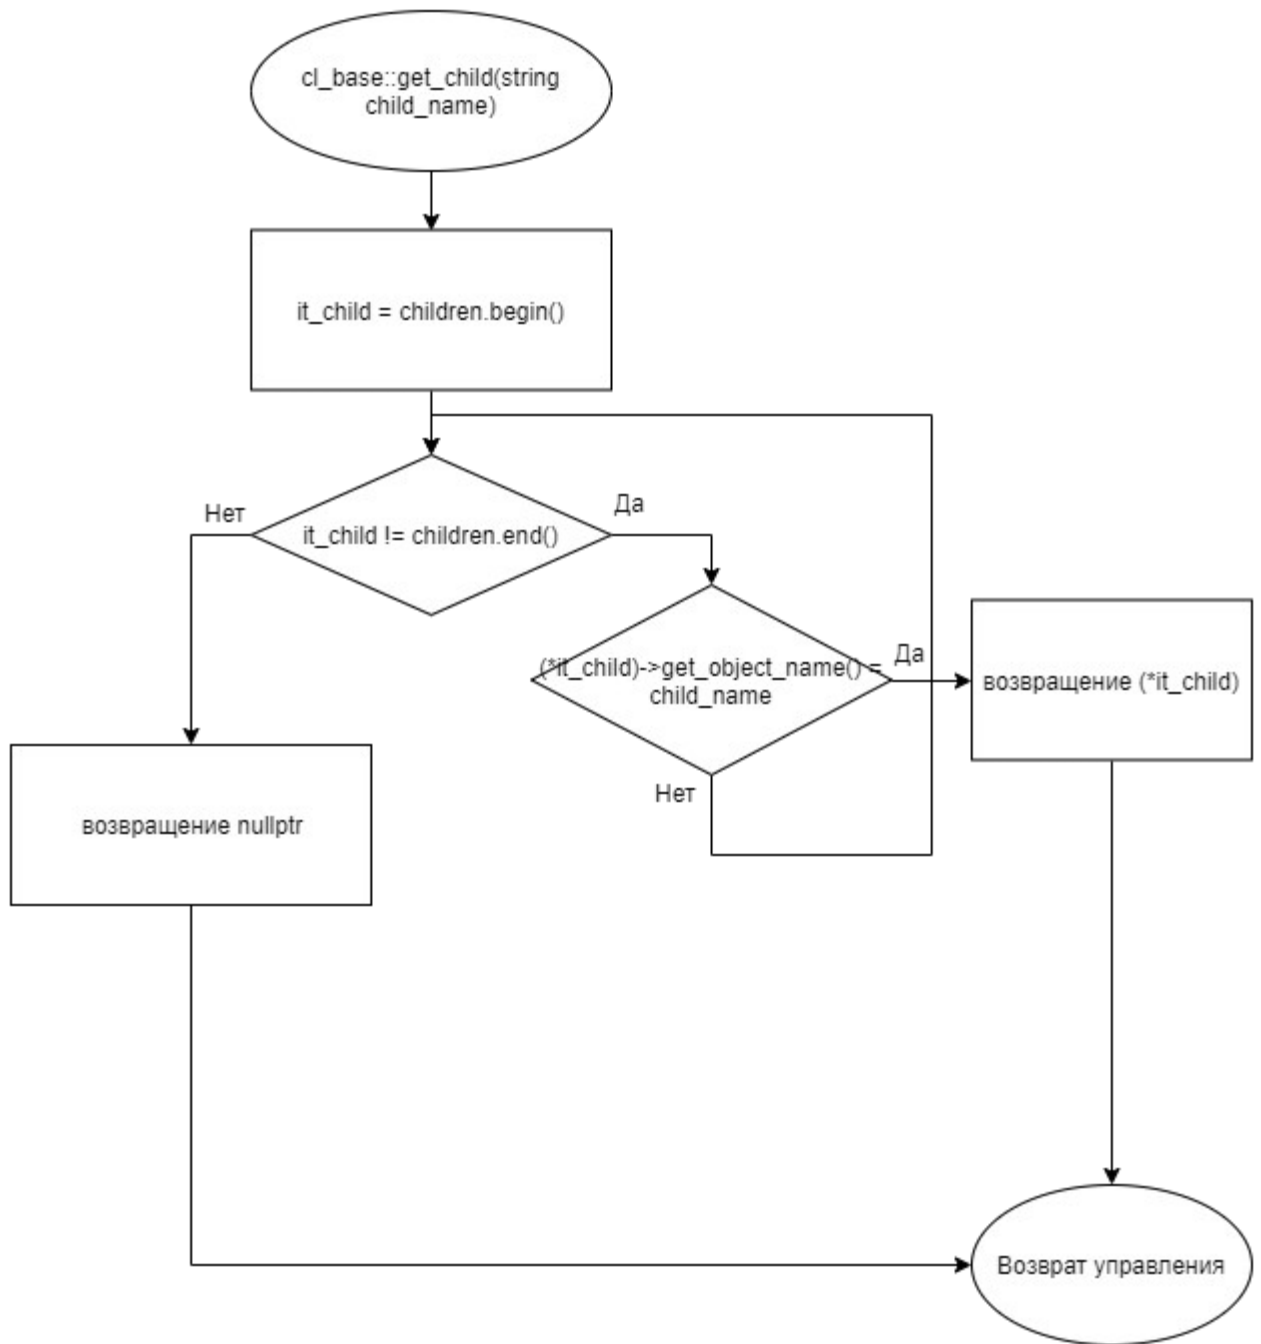 cl_base::get_child(string
child_name)
it_child = children.begin()
Нет
Да
it_child != children.end()
(*it_child)->get_object_name() =
child_name
Да
возвращение (*it_child)
Нет
возвращение nullptr
Возврат управления